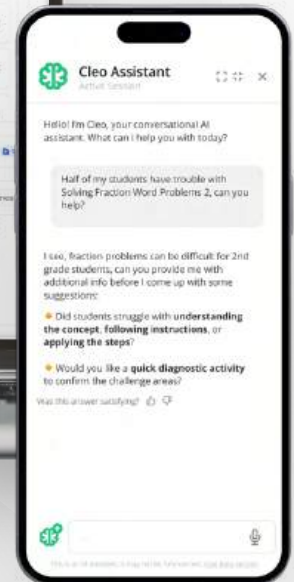 Cleo Assistant
Active Session
Hello! I'm Cleo, your conversational AI
assistant. What can I help you with today?
Half of my students have trouble with
Solving Fraction Word Problems 2, can you
help?
I see, fraction problems can be difficult for 2nd
grade students, can you provide me with
additional info before I come up with some
suggestions:
Did students struggle with understanding
the concept, following instructions, or
applying the steps?
Would you like a quick diagnostic activity
to confirm the challenge areas?
Was this answer satisfying?